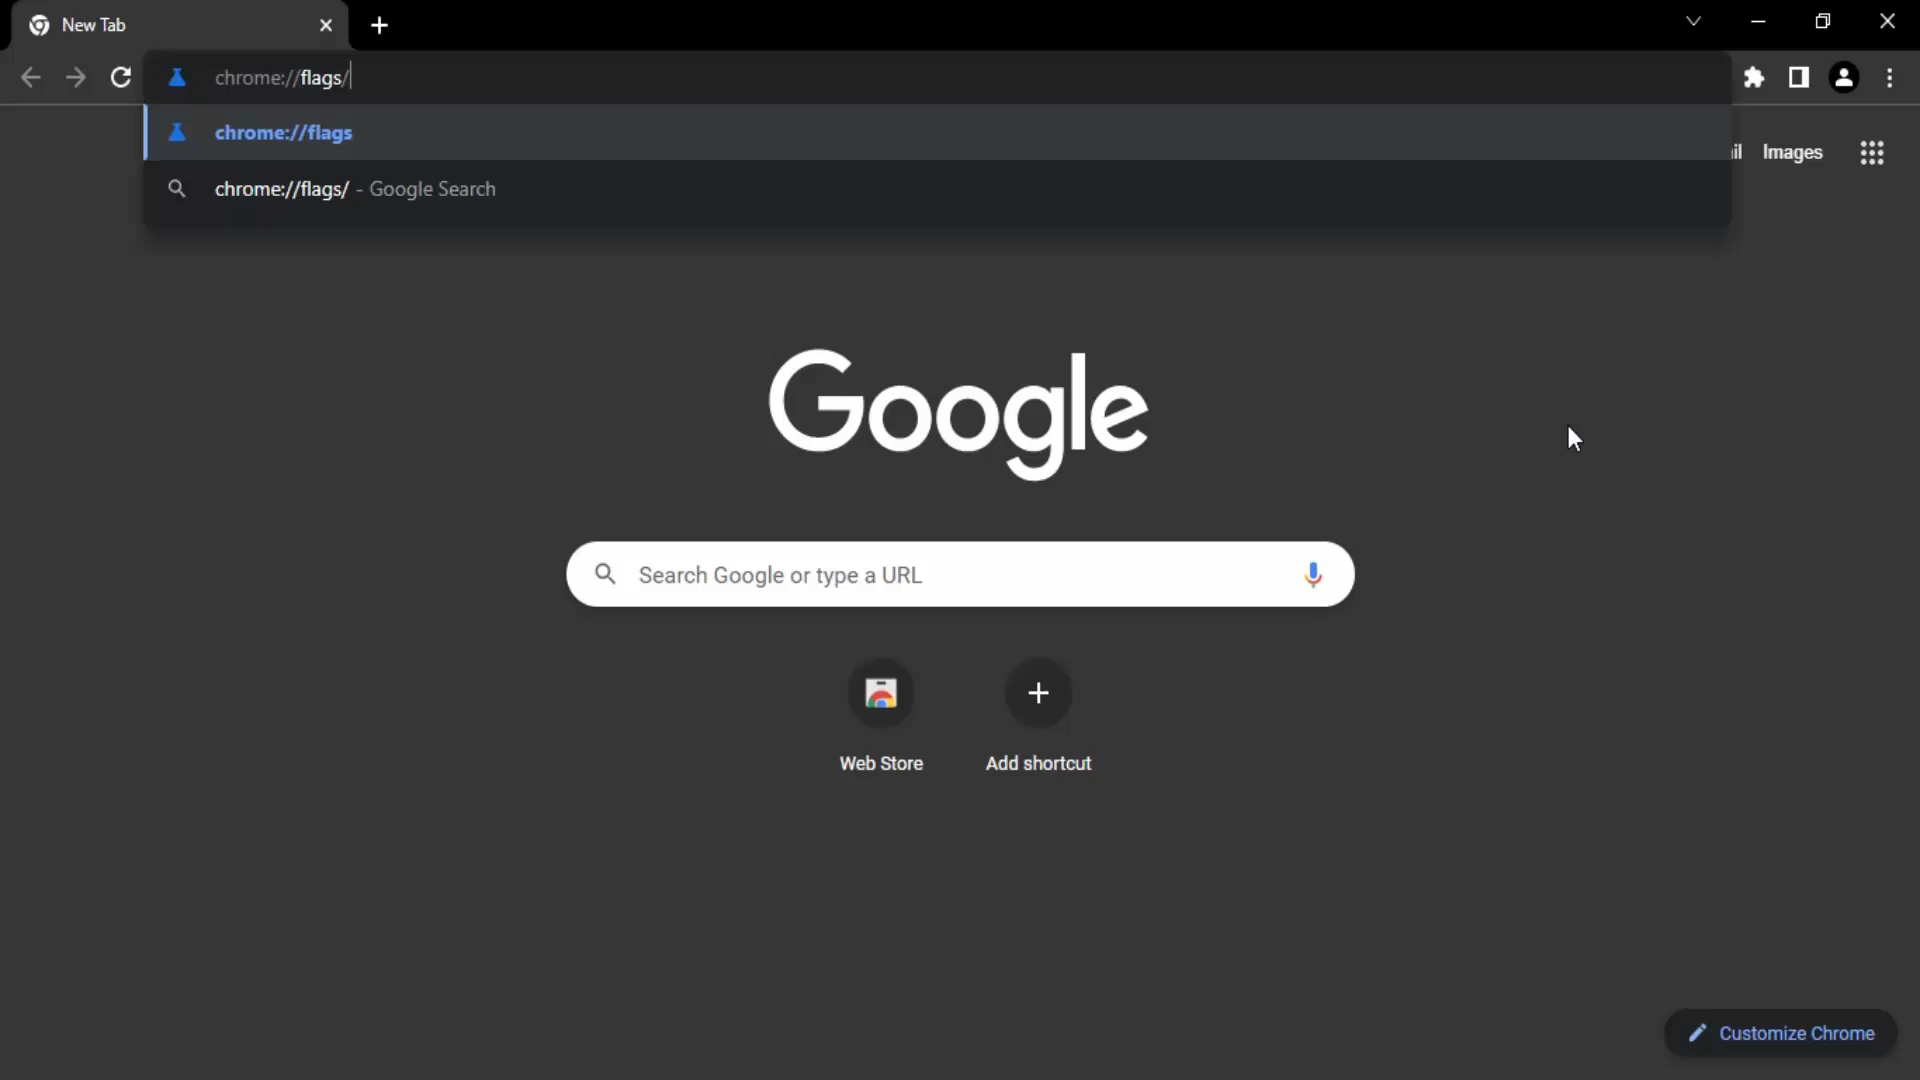 New Tab
chrome://flags/
chrome://flags
chrome://flags/ - Google Search
il Images
Google
Search Google or type a URL
Web Store
Add shortcut
Customize Chrome